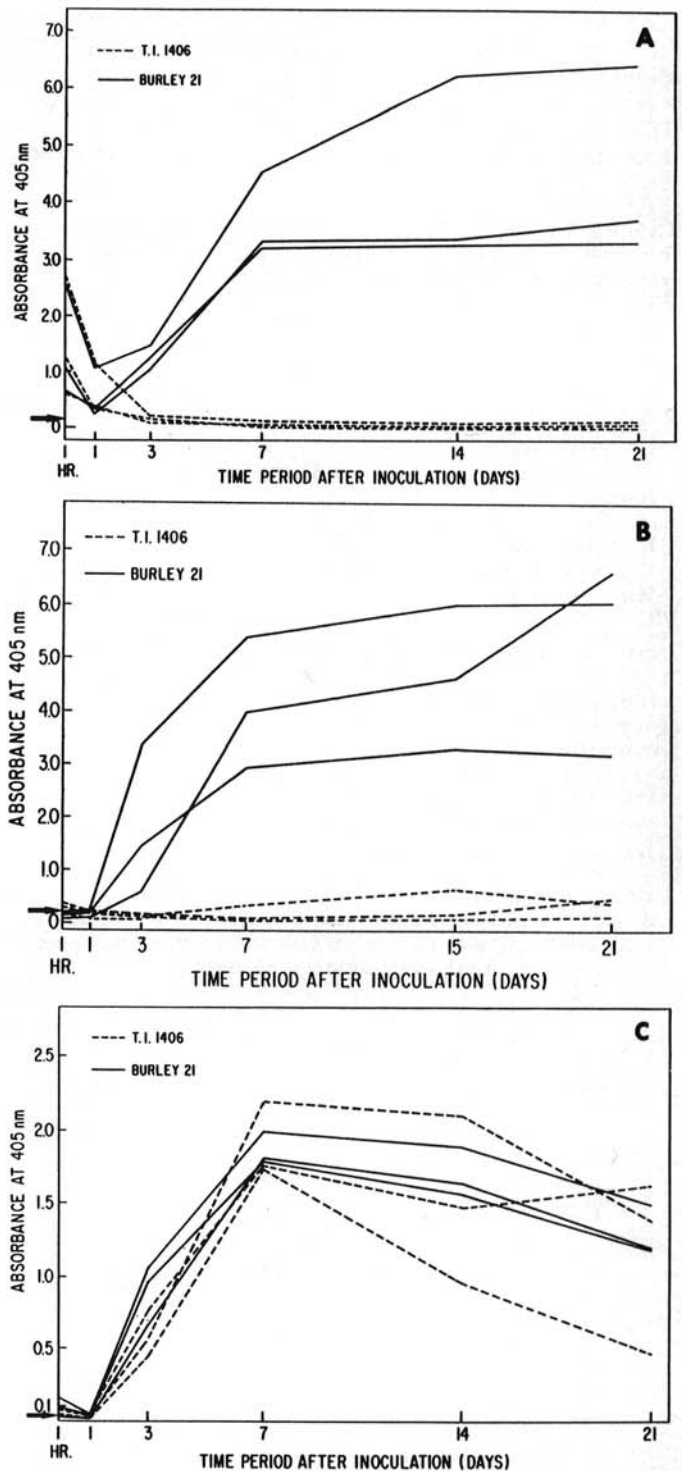 A
7.0
T.I. 1406
BURLEY 21
6.0
5.0
4.0
3.0
2.0
1.0
0
ABSORBANCE AT 405nm
1 1 3 7 14 21
HR.
TIME PERIOD AFTER INOCULATION (DAYS)
B
T.I. 1406
7.0
BURLEY 21
6.0
5.0
4.0
3.0
2.0
1.0
0
ABSORBANCE AT 405 nm
1 1 3 7 15 21
HR.
TIME PERIOD AFTER INOCULATION (DAYS)
C
T.I. 1406
2.5
BURLEY 21
2.0
1.5
1.0
0.5
0.1
ABSORBANCE AT 405nm
1 1 3 7 14 21
HR.
TIME PERIOD AFTER INOCULATION (DAYS)